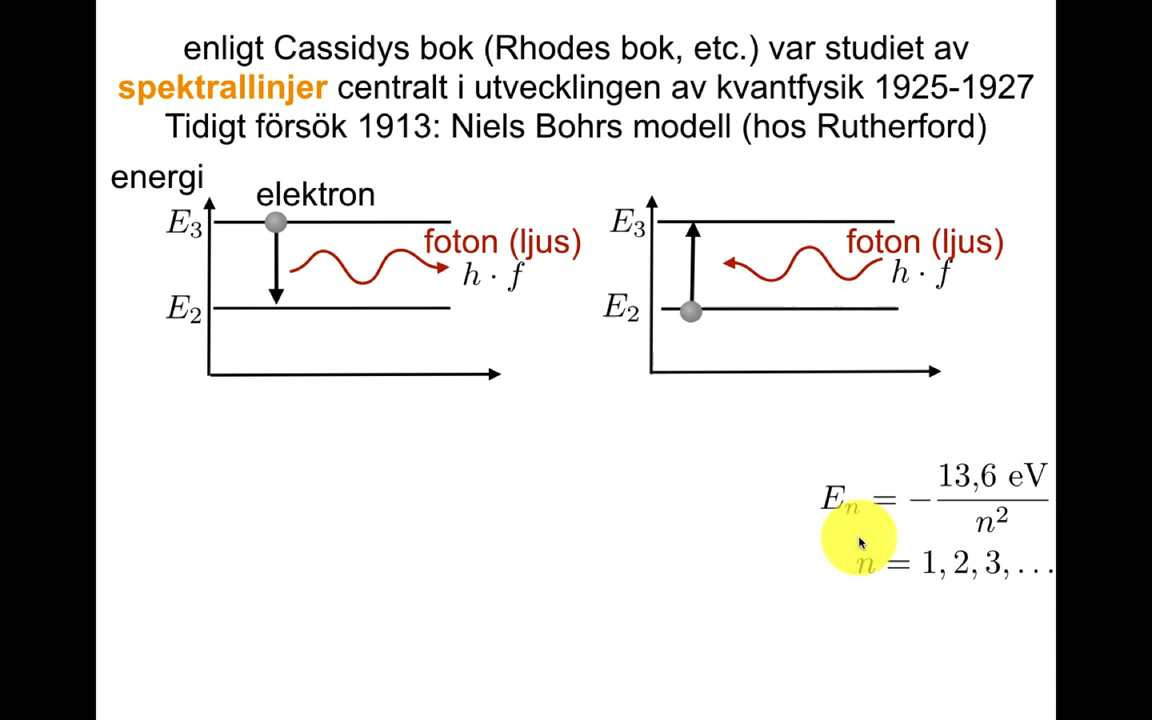 enligt Cassidys bok (Rhodes bok, etc.) var studiet av
spektrallinjer centralt i utvecklingen av kvantfysik 1925-1927
Tidigt försök 1913: Niels Bohrs modell (hos Rutherford)
energi
elektron
E₃
foton (ljus)
h · f
E₂
E₃
foton (ljus)
h · f
E₂
Eₙ = − 13,6 eV / n²
n = 1, 2, 3, . . .